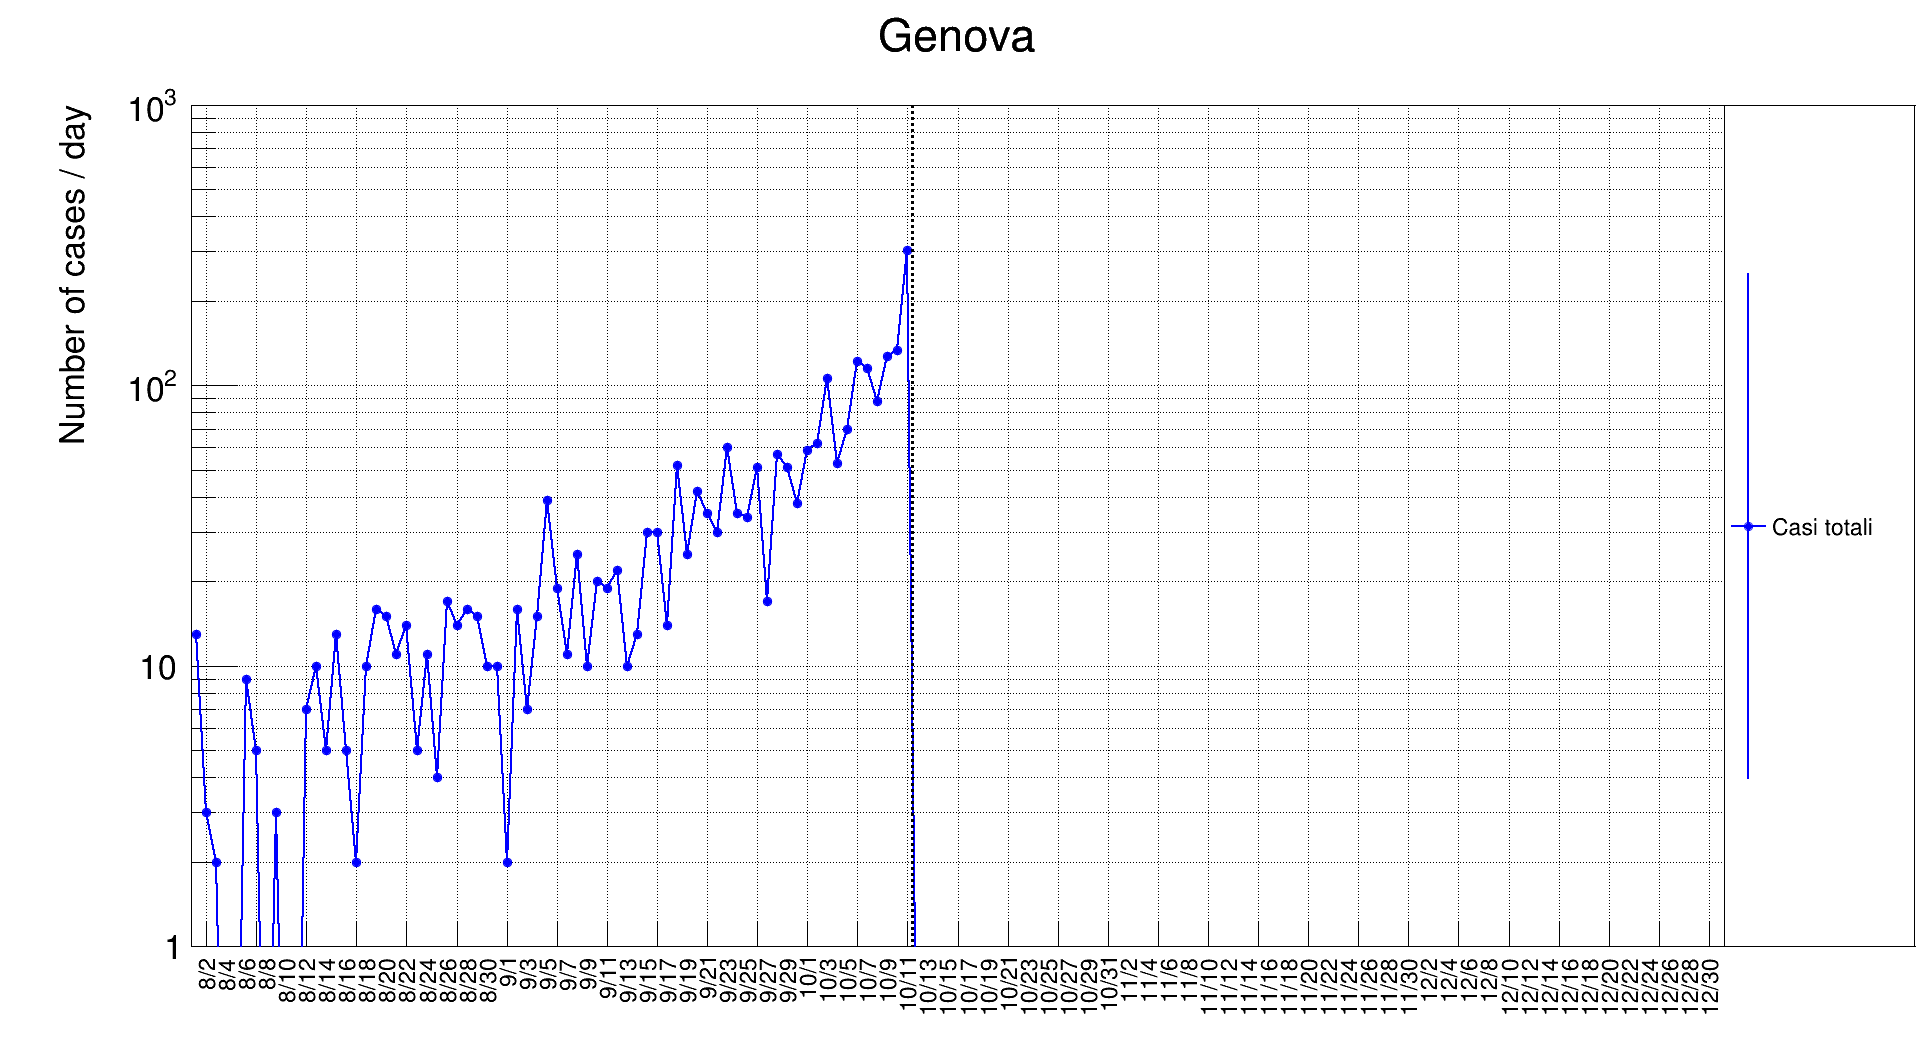 Genova
Number of cases / day
10³
10²
10
1
8/2 8/4 8/6 8/8 8/10 8/12 8/14 8/16 8/18 8/20 8/22 8/24 8/26 8/28 8/30 9/1 9/3 9/5 9/7 9/9 9/11 9/13 9/15 9/17 9/19 9/21 9/23 9/25 9/27 9/29 10/1 10/3 10/5 10/7 10/9 10/11 10/13 10/15 10/17 10/19 10/21 10/23 10/25 10/27 10/29 10/31 11/2 11/4 11/6 11/8 11/10 11/12 11/14 11/16 11/18 11/20 11/22 11/24 11/26 11/28 11/30 12/2 12/4 12/6 12/8 12/10 12/12 12/14 12/16 12/18 12/20 12/22 12/24 12/26 12/28 12/30
Casi totali